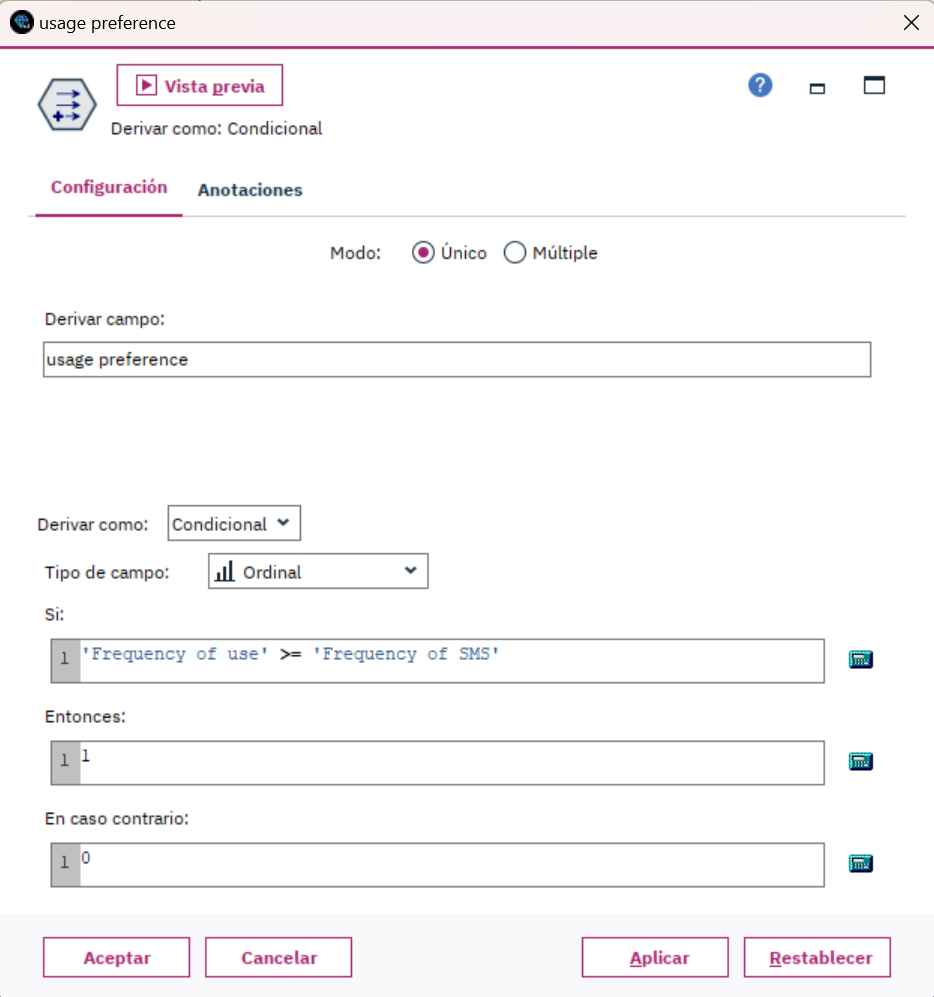 usage preference
Vista previa
?
Derivar como: Condicional
Configuración Anotaciones
Modo: Único Múltiple
Derivar campo:
usage preference
Derivar como: Condicional
Tipo de campo: Ordinal
Si:
1 'Frequency of use' >= 'Frequency of SMS'
Entonces:
1 1
En caso contrario:
1 0
Aceptar Cancelar Aplicar Restablecer